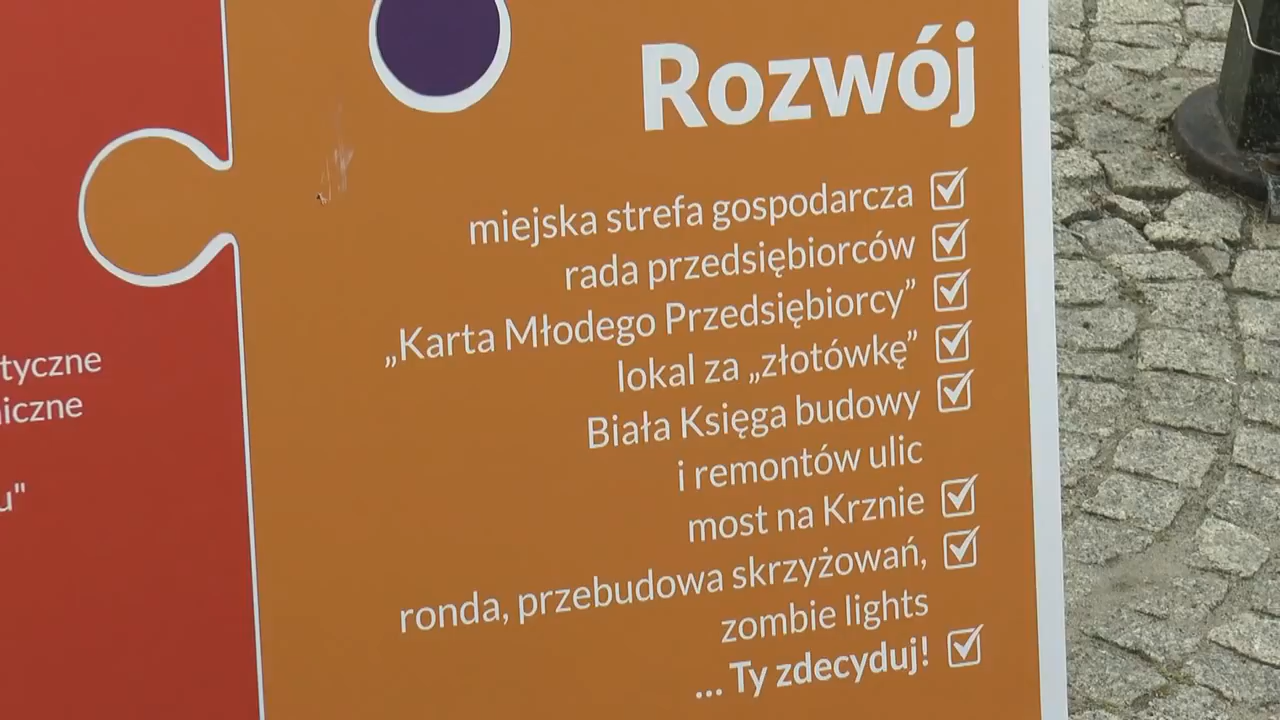 Rozwój
miejska strefa gospodarcza
rada przedsiębiorców
„Karta Młodego Przedsiębiorcy”
lokal za „złotówkę”
Biała Księga budowy
i remontów ulic
most na Krznie
ronda, przebudowa skrzyżowań,
zombie lights
... Ty zdecyduj!
tyczne
iczne
u"